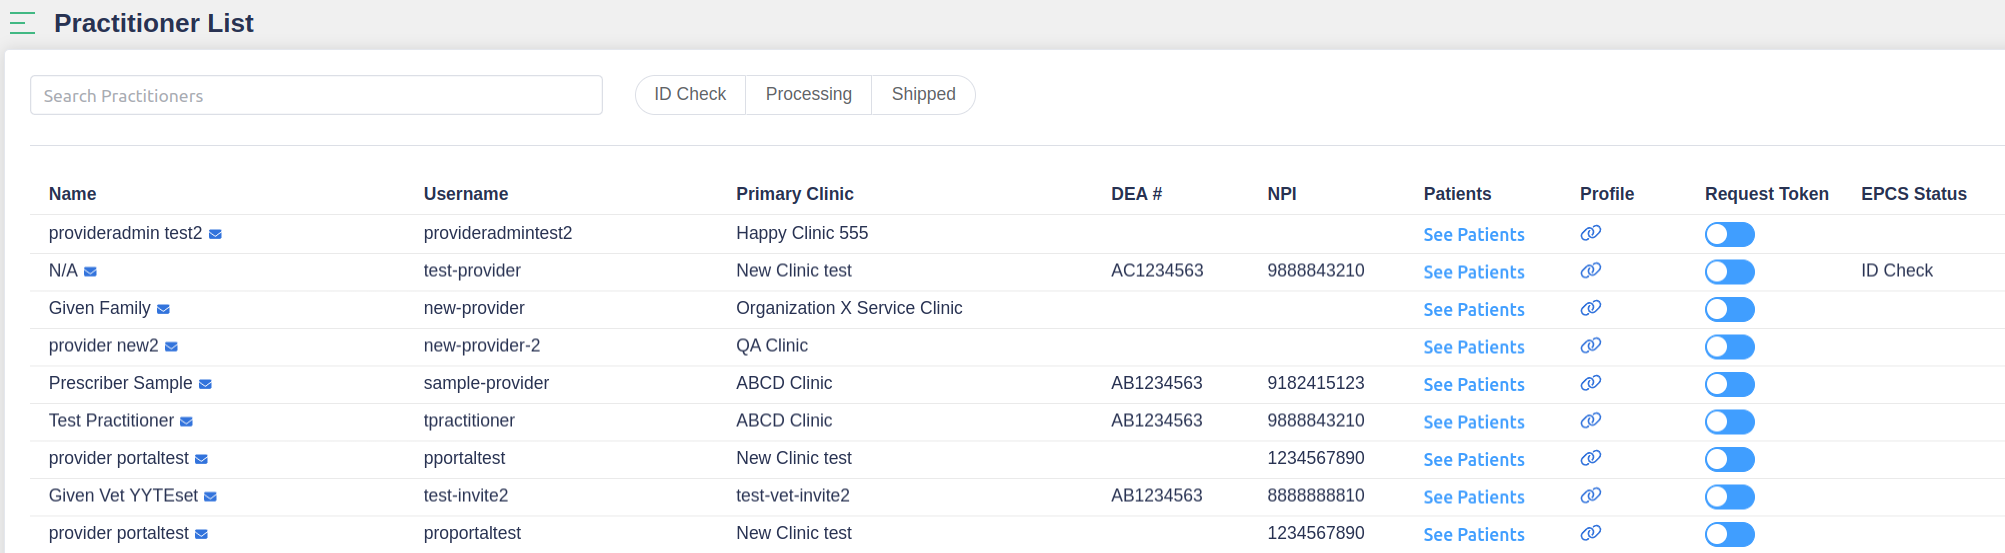 Practitioner List
Search Practitioners
ID Check Processing Shipped
Name Username Primary Clinic DEA # NPI Patients Profile Request Token EPCS Status
provideradmin test2 provideradmintest2 Happy Clinic 555 See Patients
N/A test-provider New Clinic test AC1234563 9888843210 See Patients ID Check
Given Family new-provider Organization X Service Clinic See Patients
provider new2 new-provider-2 QA Clinic See Patients
Prescriber Sample sample-provider ABCD Clinic AB1234563 9182415123 See Patients
Test Practitioner tpractitioner ABCD Clinic AB1234563 9888843210 See Patients
provider portaltest pportaltest New Clinic test 1234567890 See Patients
Given Vet YYTEset test-invite2 test-vet-invite2 AB1234563 8888888810 See Patients
provider portaltest proportaltest New Clinic test 1234567890 See Patients